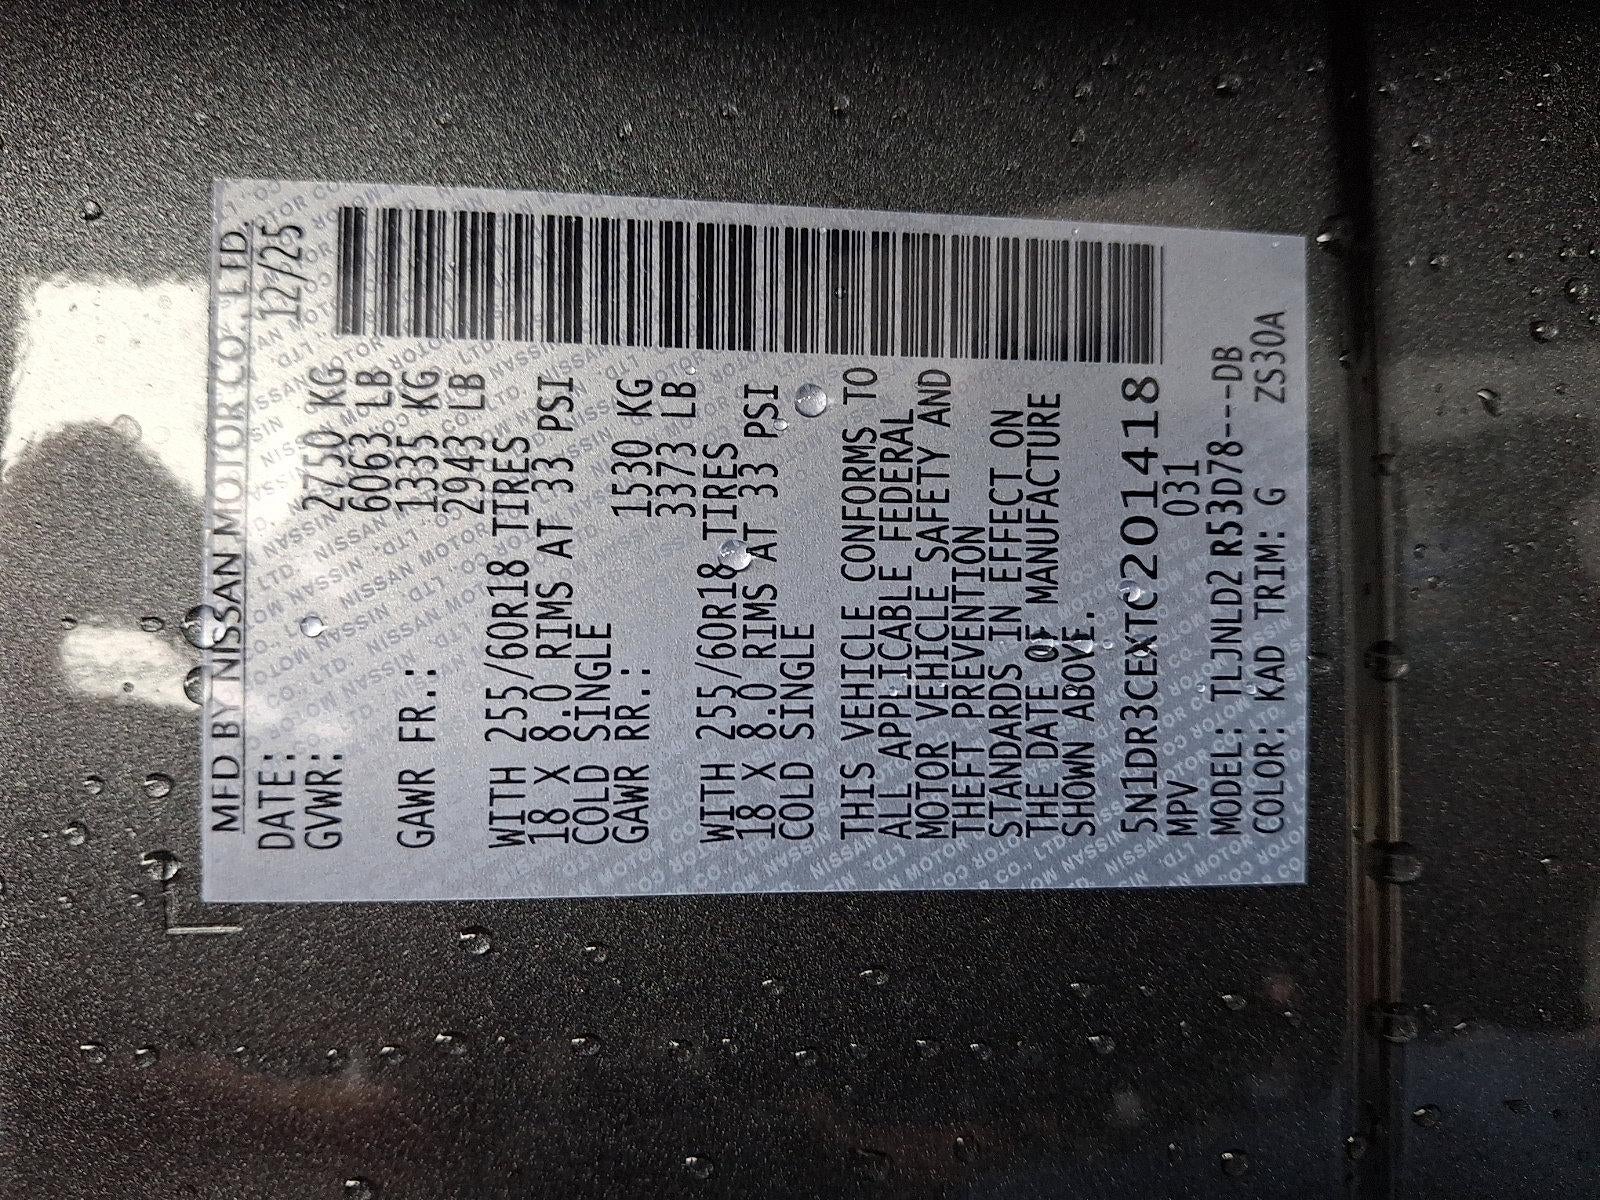 MFD BY NISSAN MOTOR CO., LTD.
DATE: 12/25
GVWR: 2750 KG
6063 LB
GAWR FR.: 1335 KG
2943 LB
WITH 255/60R18 TIRES
18 X 8.0 RIMS AT 33 PSI
COLD SINGLE
GAWR RR.: 1530 KG
3373 LB
WITH 255/60R18 TIRES
18 X 8.0 RIMS AT 33 PSI
COLD SINGLE
THIS VEHICLE CONFORMS TO
ALL APPLICABLE FEDERAL
MOTOR VEHICLE SAFETY AND
THEFT PREVENTION
STANDARDS IN EFFECT ON
THE DATE OF MANUFACTURE
SHOWN ABOVE.
5N1DR3CEXTC201418
MPV 031
MODEL: TLJNLD2 R53D78---DB
COLOR: KAD TRIM: G ZS30A